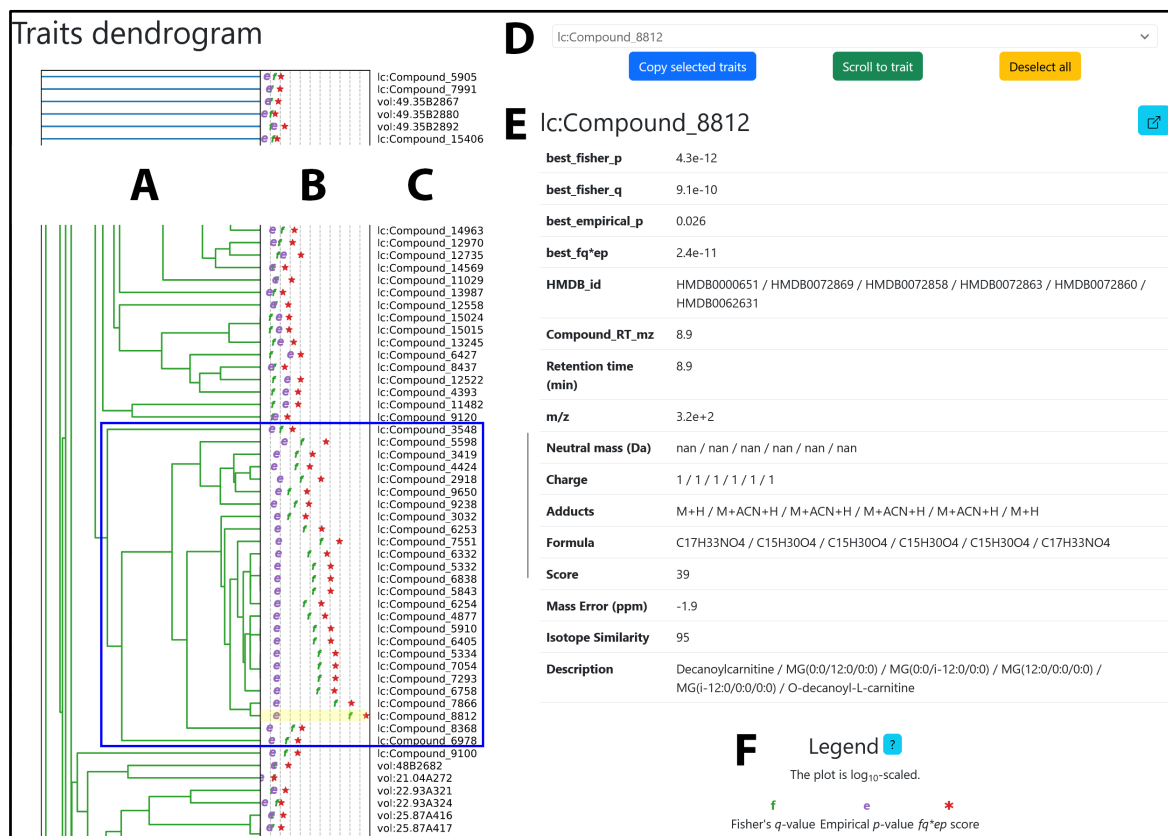 Traits dendrogram
lc:Compound_5905
lc:Compound_7991
vol:49.35B2867
vol:49.35B2880
vol:49.35B2892
lc:Compound_15406
A B C
lc:Compound_14963
lc:Compound_12970
lc:Compound_12735
lc:Compound_14569
lc:Compound_11029
lc:Compound_13987
lc:Compound_12558
lc:Compound_15024
lc:Compound_15015
lc:Compound_13245
lc:Compound_6427
lc:Compound_8437
lc:Compound_12522
lc:Compound_4393
lc:Compound_11482
lc:Compound_9120
lc:Compound_3548
lc:Compound_5598
lc:Compound_3419
lc:Compound_4424
lc:Compound_2918
lc:Compound_9650
lc:Compound_9238
lc:Compound_3032
lc:Compound_6253
lc:Compound_7551
lc:Compound_6332
lc:Compound_5332
lc:Compound_6838
lc:Compound_5843
lc:Compound_6254
lc:Compound_4877
lc:Compound_5910
lc:Compound_6405
lc:Compound_5334
lc:Compound_7054
lc:Compound_7293
lc:Compound_6758
lc:Compound_7866
lc:Compound_8812
lc:Compound_8368
lc:Compound_6978
lc:Compound_9100
vol:48B2682
vol:21.04A272
vol:22.93A321
vol:22.93A324
vol:25.87A416
vol:25.87A417
D
lc:Compound_8812
Copy selected traits Scroll to trait Deselect all
E lc:Compound_8812
best_fisher_p 4.3e-12
best_fisher_q 9.1e-10
best_empirical_p 0.026
best_fq*ep 2.4e-11
HMDB_id HMDB0000651 / HMDB0072869 / HMDB0072858 / HMDB0072863 / HMDB0072860 /
HMDB0062631
Compound_RT_mz 8.9
Retention time
(min) 8.9
m/z 3.2e+2
Neutral mass (Da) nan / nan / nan / nan / nan / nan
Charge 1 / 1 / 1 / 1 / 1 / 1
Adducts M+H / M+ACN+H / M+ACN+H / M+ACN+H / M+ACN+H / M+H
Formula C17H33NO4 / C15H30O4 / C15H30O4 / C15H30O4 / C15H30O4 / C17H33NO4
Score 39
Mass Error (ppm) -1.9
Isotope Similarity 95
Description Decanoylcarnitine / MG(0:0/12:0/0:0) / MG(0:0/i-12:0/0:0) / MG(12:0/0:0/0:0) /
MG(i-12:0/0:0/0:0) / O-decanoyl-L-carnitine
F Legend ?
The plot is log₁₀-scaled.
f e *
Fisher's q-value Empirical p-value fq*ep score